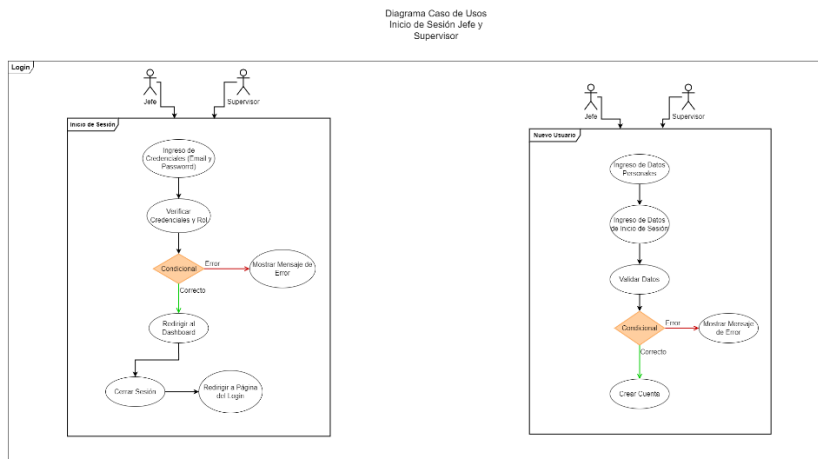 Diagrama Caso de Usos
Inicio de Sesión Jefe y
Supervisor
Login
Jefe
Supervisor
Inicio de Sesión
Ingreso de
Credenciales (Email y
Password)
Verificar
Credenciales y Rol
Condicional
Error
Mostrar Mensaje de
Error
Correcto
Redirigir al
Dashboard
Cerrar Sesión
Redirigir a Página
del Login
Jefe
Supervisor
Nuevo Usuario
Ingreso de Datos
Personales
Ingreso de Datos
de Inicio de Sesión
Validar Datos
Condicional
Error
Mostrar Mensaje
de Error
Correcto
Crear Cuenta